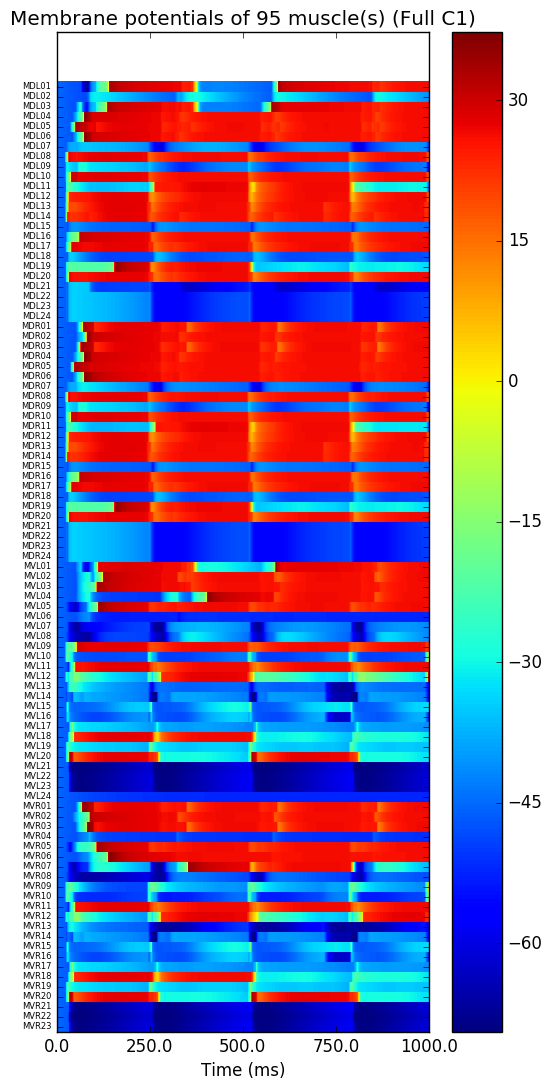 Membrane potentials of 95 muscle(s) (Full C1)
MDL01
MDL02
MDL03
MDL04
MDL05
MDL06
MDL07
MDL08
MDL09
MDL10
MDL11
MDL12
MDL13
MDL14
MDL15
MDL16
MDL17
MDL18
MDL19
MDL20
MDL21
MDL22
MDL23
MDL24
MDR01
MDR02
MDR03
MDR04
MDR05
MDR06
MDR07
MDR08
MDR09
MDR10
MDR11
MDR12
MDR13
MDR14
MDR15
MDR16
MDR17
MDR18
MDR19
MDR20
MDR21
MDR22
MDR23
MDR24
MVL01
MVL02
MVL03
MVL04
MVL05
MVL06
MVL07
MVL08
MVL09
MVL10
MVL11
MVL12
MVL13
MVL14
MVL15
MVL16
MVL17
MVL18
MVL19
MVL20
MVL21
MVL22
MVL23
MVL24
MVR01
MVR02
MVR03
MVR04
MVR05
MVR06
MVR07
MVR08
MVR09
MVR10
MVR11
MVR12
MVR13
MVR14
MVR15
MVR16
MVR17
MVR18
MVR19
MVR20
MVR21
MVR22
MVR23
0.0 250.0 500.0 750.0 1000.0
Time (ms)
30
15
0
−15
−30
−45
−60